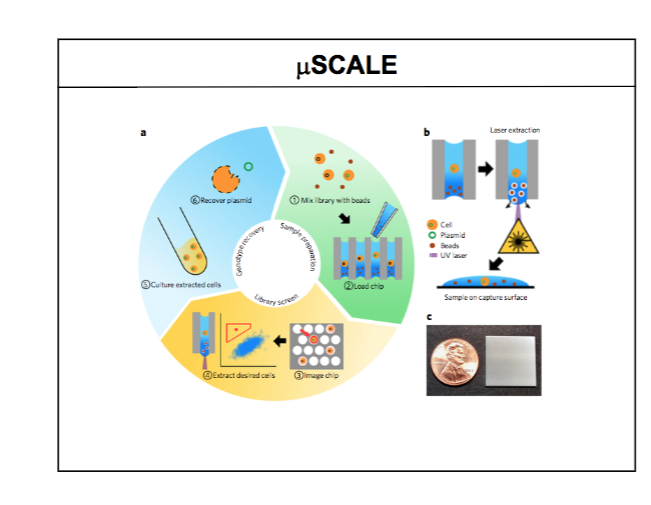 μSCALE
a
⑥Recover plasmid
①Mix library with beads
⑤Culture extracted cells
②Load chip
Genotype recovery
Sample preparation
Library screen
④Extract desired cells
③Image chip
b
Laser extraction
Cell
Plasmid
Beads
UV laser
Sample on capture surface
c